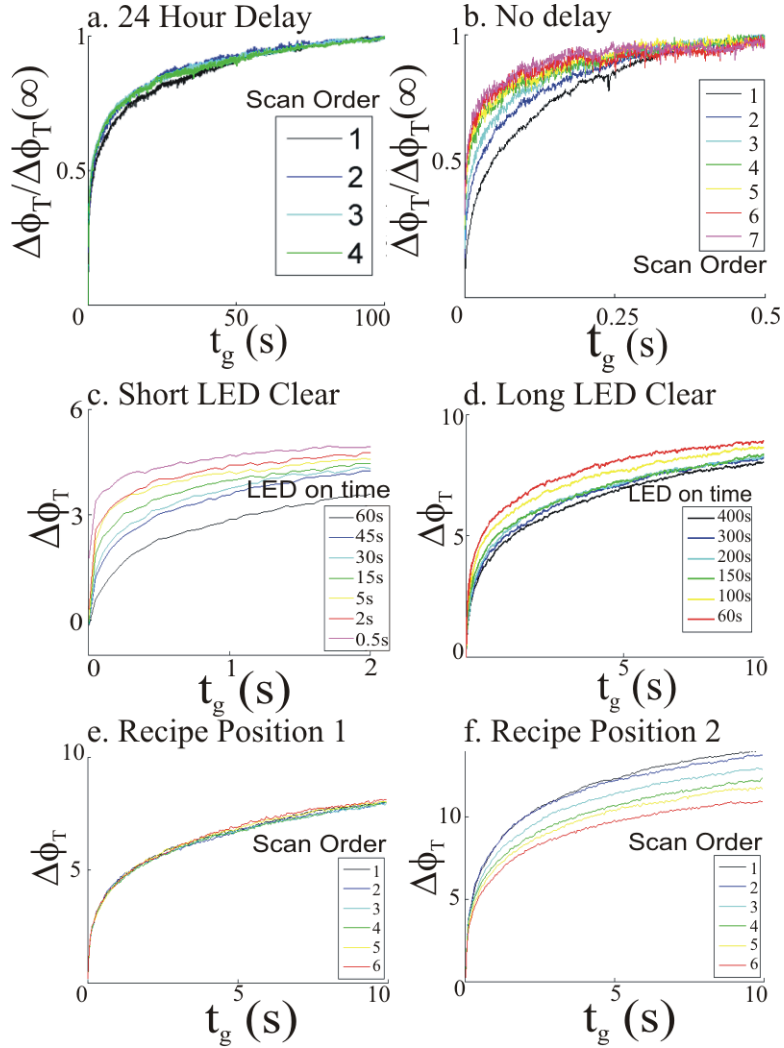 a. 24 Hour Delay
1
0.5
0
50
100
Δϕ_T/Δϕ_T(∞)
t_g (s)
Scan Order
1
2
3
4
b. No delay
1
0.5
0
0.25
0.5
Δϕ_T/Δϕ_T(∞)
t_g (s)
1
2
3
4
5
6
7
Scan Order
c. Short LED Clear
6
3
0
0
1
2
Δϕ_T
t_g (s)
LED on time
60s
45s
30s
15s
5s
2s
0.5s
d. Long LED Clear
10
5
0
5
10
Δϕ_T
t_g (s)
LED on time
400s
300s
200s
150s
100s
60s
e. Recipe Position 1
10
5
0
5
10
Δϕ_T
t_g (s)
Scan Order
1
2
3
4
5
6
f. Recipe Position 2
10
5
0
5
10
Δϕ_T
t_g (s)
Scan Order
1
2
3
4
5
6